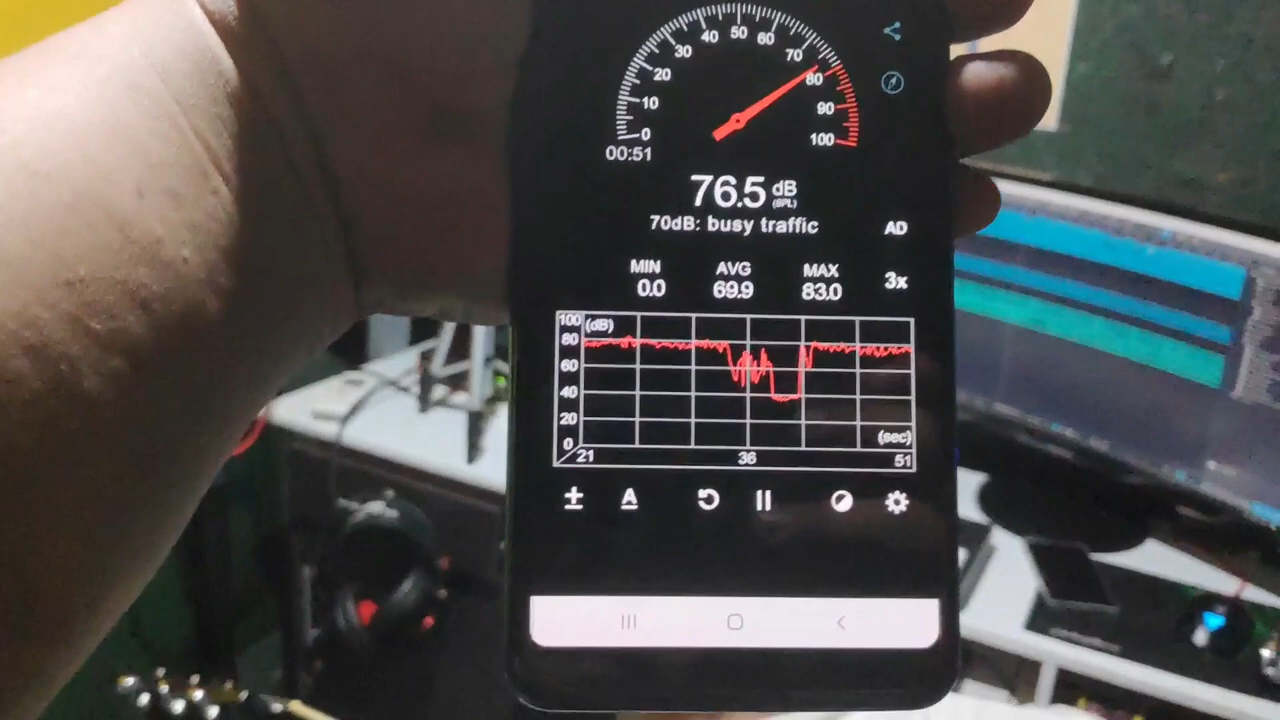 0 10 20 30 40 50 60 70 80 90 100
00:51
76.5 dB
(SPL)
70dB: busy traffic
AD
MIN AVG MAX
0.0 69.9 83.0
3x
100 (dB)
80
60
40
20
0 (sec)
21 36 51
A